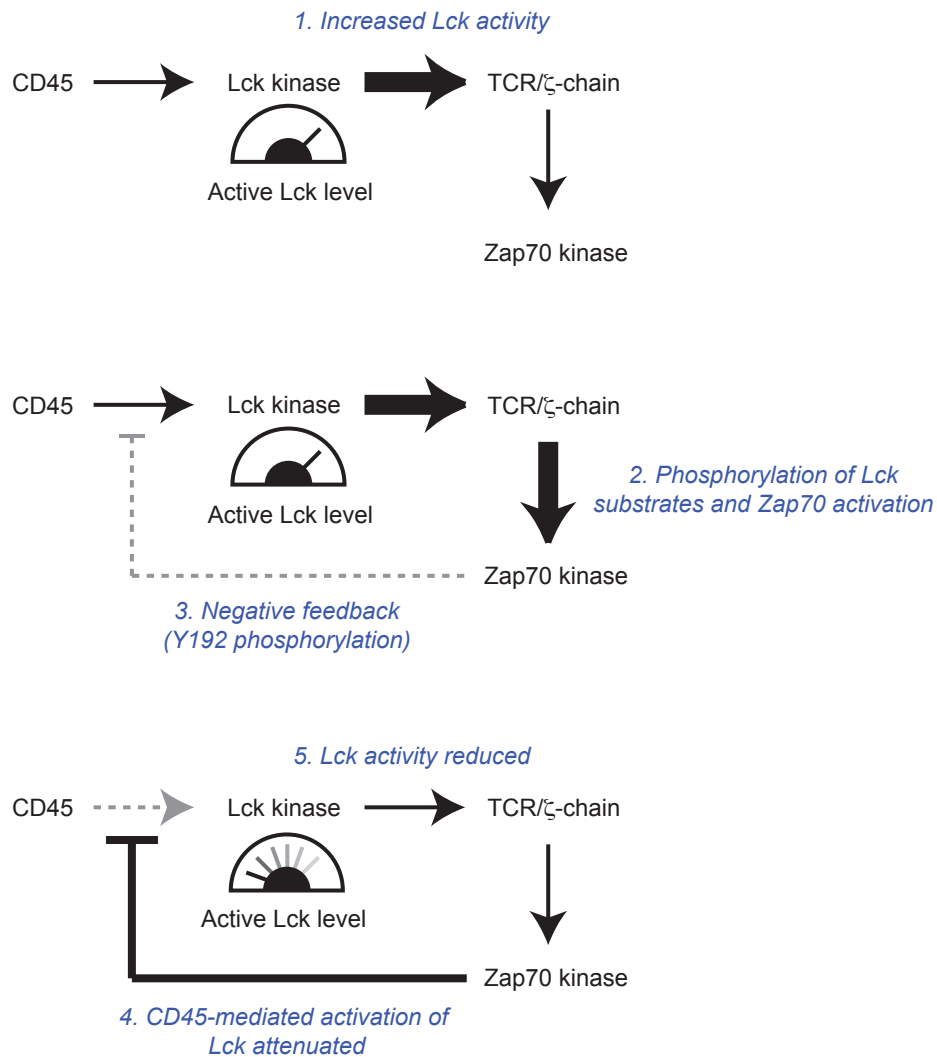 1. Increased Lck activity
CD45
Lck kinase
TCR/ζ-chain
Active Lck level
Zap70 kinase
CD45
Lck kinase
TCR/ζ-chain
Active Lck level
2. Phosphorylation of Lck
substrates and Zap70 activation
Zap70 kinase
3. Negative feedback
(Y192 phosphorylation)
5. Lck activity reduced
CD45
Lck kinase
TCR/ζ-chain
Active Lck level
Zap70 kinase
4. CD45-mediated activation of
Lck attenuated